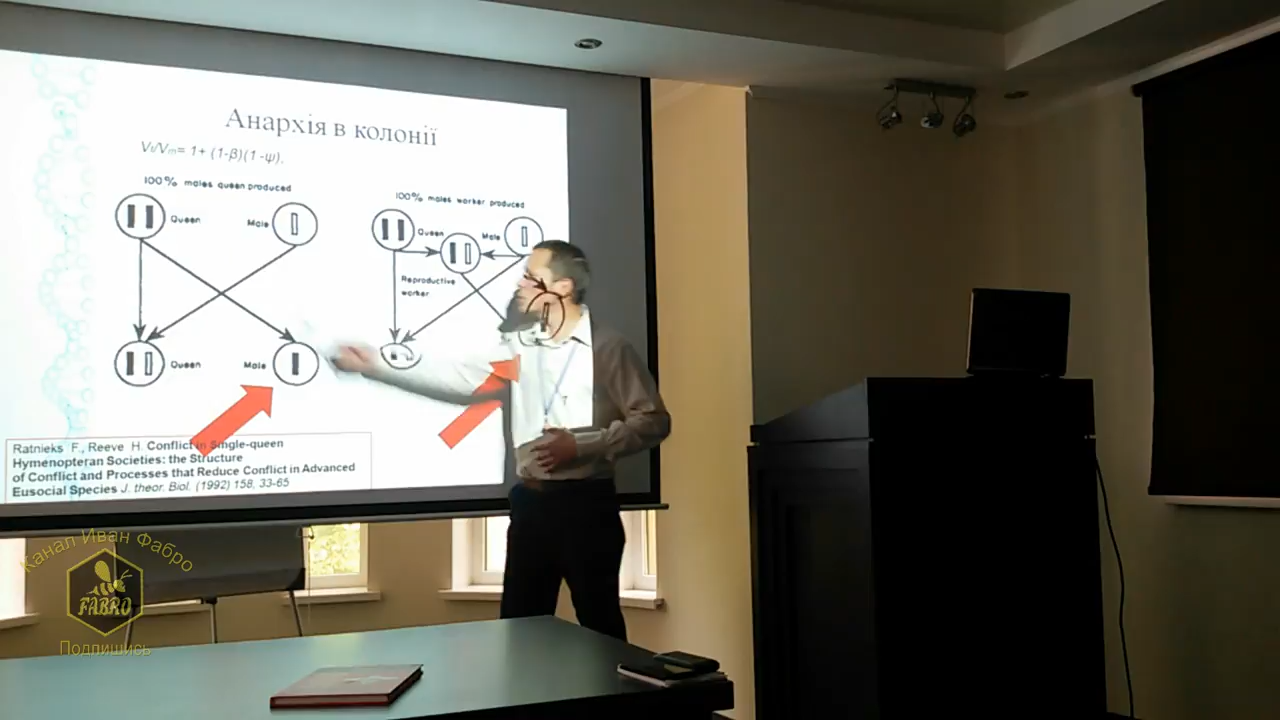 Анархія в колонії
Vf/Vm= 1+ (1-β)(1-ψ),
100% males queen produced
Queen
Male
Queen
Male
100% males worker produced
Queen
Male
Reproductive
worker
Ratnieks F., Reeve H. Conflict in Single-queen
Hymenopteran Societies: the Structure
of Conflict and Processes that Reduce Conflict in Advanced
Eusocial Species J. theor. Biol. (1992) 158, 33-65
Канал Иван Фабро
FABRO
Подпишись